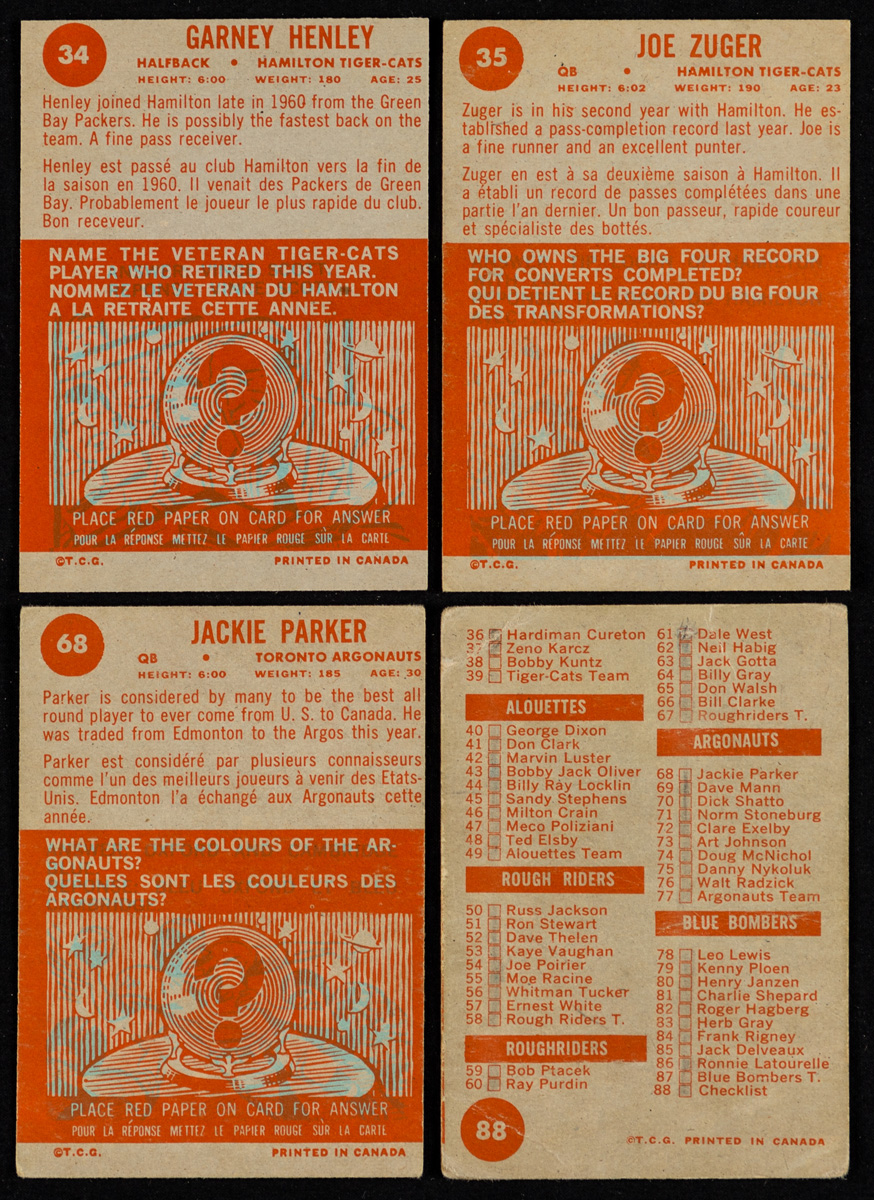 34
GARNEY HENLEY
HALFBACK • HAMILTON TIGER-CATS
HEIGHT: 6:00 WEIGHT: 180 AGE: 25
Henley joined Hamilton late in 1960 from the Green
Bay Packers. He is possibly the fastest back on the
team. A fine pass receiver.
Henley est passé au club Hamilton vers la fin de
la saison en 1960. Il venait des Packers de Green
Bay. Probablement le joueur le plus rapide du club.
Bon receveur.
NAME THE VETERAN TIGER-CATS
PLAYER WHO RETIRED THIS YEAR.
NOMMEZ LE VETERAN DU HAMILTON
A LA RETRAITE CETTE ANNEE.
?
PLACE RED PAPER ON CARD FOR ANSWER
POUR LA RÉPONSE METTEZ LE PAPIER ROUGE SÛR LA CARTE
©T.C.G. PRINTED IN CANADA
35
JOE ZUGER
QB • HAMILTON TIGER-CATS
HEIGHT: 6:02 WEIGHT: 190 AGE: 23
Zuger is in his second year with Hamilton. He es-
tablished a pass-completion record last year. Joe is
a fine runner and an excellent punter.
Zuger en est à sa deuxième saison à Hamilton. Il
a établi un record de passes complétées dans une
partie l'an dernier. Un bon passeur, rapide coureur
et spécialiste des bottés.
WHO OWNS THE BIG FOUR RECORD
FOR CONVERTS COMPLETED?
QUI DETIENT LE RECORD DU BIG FOUR
DES TRANSFORMATIONS?
?
PLACE RED PAPER ON CARD FOR ANSWER
POUR LA RÉPONSE METTEZ LE PAPIER ROUGE SÛR LA CARTE
©T.C.G. PRINTED IN CANADA
68
JACKIE PARKER
QB • TORONTO ARGONAUTS
HEIGHT: 6:00 WEIGHT: 185 AGE: 30
Parker is considered by many to be the best all
round player to ever come from U. S. to Canada. He
was traded from Edmonton to the Argos this year.
Parker est considéré par plusieurs connaisseurs
comme l'un des meilleurs joueurs à venir des Etats-
Unis. Edmonton l'a échangé aux Argonauts cette
année.
WHAT ARE THE COLOURS OF THE AR-
GONAUTS?
QUELLES SONT LES COULEURS DES
ARGONAUTS?
?
PLACE RED PAPER ON CARD FOR ANSWER
POUR LA RÉPONSE METTEZ LE PAPIER ROUGE SÛR LA CARTE
©T.C.G. PRINTED IN CANADA
36 Hardiman Cureton
37 Zeno Karcz
38 Bobby Kuntz
39 Tiger-Cats Team
ALOUETTES
40 George Dixon
41 Don Clark
42 Marvin Luster
43 Bobby Jack Oliver
44 Billy Ray Locklin
45 Sandy Stephens
46 Milton Crain
47 Meco Poliziani
48 Ted Elsby
49 Alouettes Team
ROUGH RIDERS
50 Russ Jackson
51 Ron Stewart
52 Dave Thelen
53 Kaye Vaughan
54 Joe Poirier
55 Moe Racine
56 Whitman Tucker
57 Ernest White
58 Rough Riders T.
ROUGHRIDERS
59 Bob Ptacek
60 Ray Purdin
61 Dale West
62 Neil Habig
63 Jack Gotta
64 Billy Gray
65 Don Walsh
66 Bill Clarke
67 Roughriders T.
ARGONAUTS
68 Jackie Parker
69 Dave Mann
70 Dick Shatto
71 Norm Stoneburg
72 Clare Exelby
73 Art Johnson
74 Doug McNichol
75 Danny Nykoluk
76 Walt Radzick
77 Argonauts Team
BLUE BOMBERS
78 Leo Lewis
79 Kenny Ploen
80 Henry Janzen
81 Charlie Shepard
82 Roger Hagberg
83 Herb Gray
84 Frank Rigney
85 Jack Delveaux
86 Ronnie Latourelle
87 Blue Bombers T.
88 Checklist
88
©T.C.G. PRINTED IN CANADA